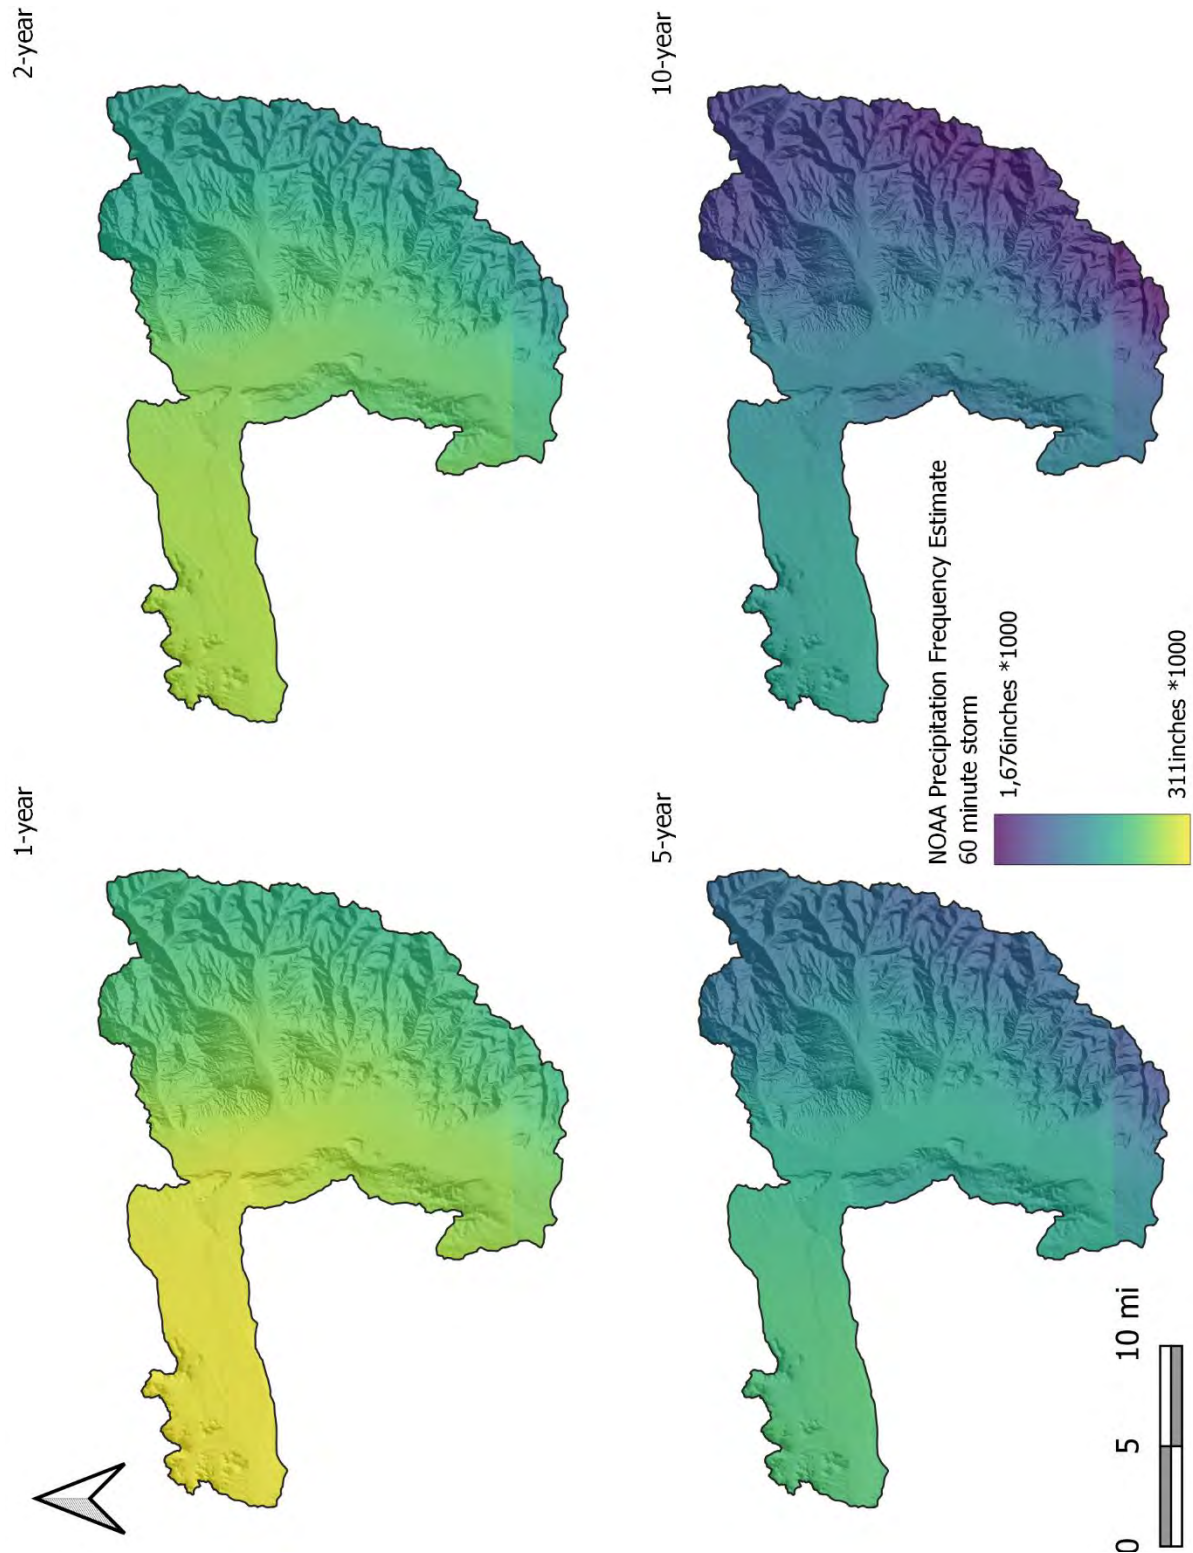 1-year
2-year
5-year
10-year
NOAA Precipitation Frequency Estimate
60 minute storm
1,676inches *1000
311inches *1000
0 5 10 mi